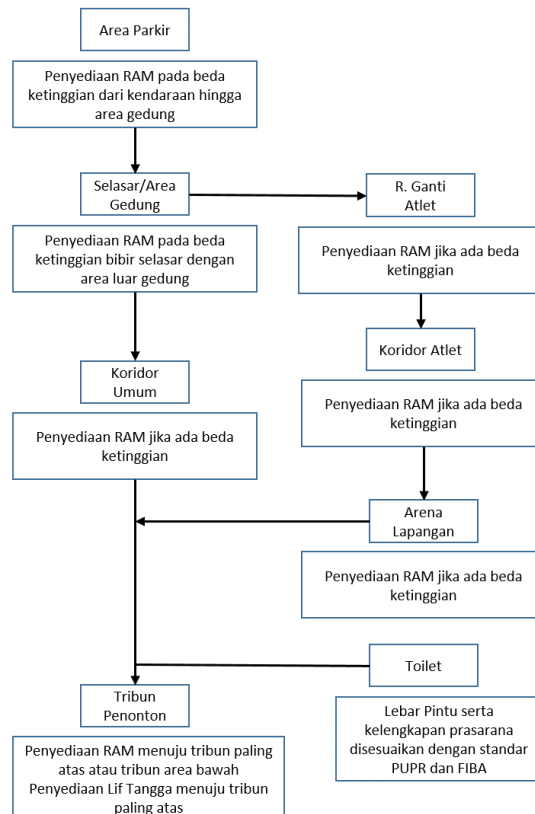 Area Parkir
Penyediaan RAM pada beda
ketinggian dari kendaraan hingga
area gedung
Selasar/Area
Gedung
R. Ganti
Atlet
Penyediaan RAM pada beda
ketinggian bibir selasar dengan
area luar gedung
Penyediaan RAM jika ada beda
ketinggian
Koridor Atlet
Koridor
Umum
Penyediaan RAM jika ada beda
ketinggian
Penyediaan RAM jika ada beda
ketinggian
Arena
Lapangan
Penyediaan RAM jika ada beda
ketinggian
Toilet
Tribun
Penonton
Lebar Pintu serta
kelengkapan prasarana
disesuaikan dengan standar
PUPR dan FIBA
Penyediaan RAM menuju tribun paling
atas atau tribun area bawah
Penyediaan Lif Tangga menuju tribun
paling atas